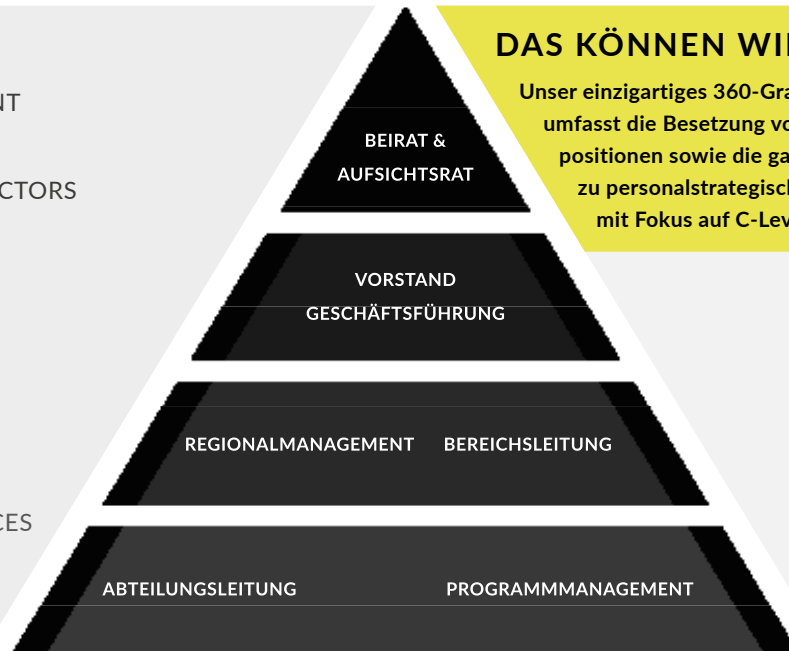 NT
CTORS
CES
BEIRAT &
AUFSICHTSRAT
VORSTAND
GESCHÄFTSFÜHRUNG
REGIONALMANAGEMENT BEREICHSLEITUNG
ABTEILUNGSLEITUNG PROGRAMMMANAGEMENT
DAS KÖNNEN WI
Unser einzigartiges 360-Gra
umfasst die Besetzung vo
positionen sowie die ga
zu personalstrategisch
mit Fokus auf C-Lev